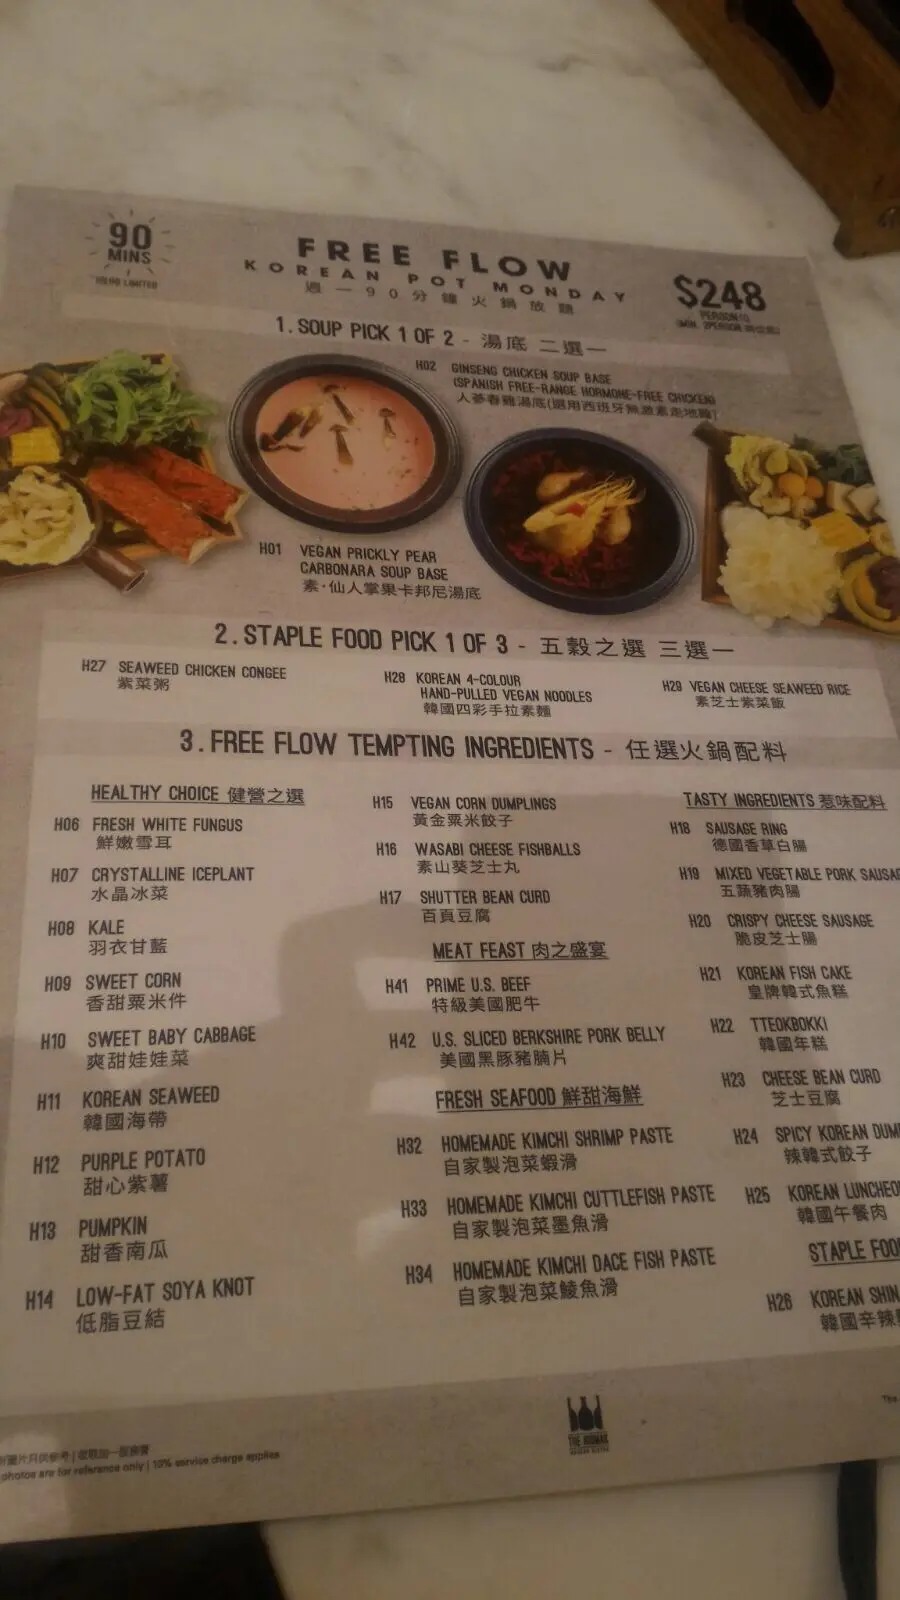 90
MINS
FREE FLOW
KOREAN POT MONDAY
週一90分鐘火鍋放題
$248
1. SOUP PICK 1 OF 2 - 湯底 二選一
H02 GINSENG CHICKEN SOUP BASE
(SPANISH FREE-RANGE HORMONE-FREE CHICKEN)
人蔘春雞湯底(選用西班牙無激素走地雞)
H01 VEGAN PRICKLY PEAR
CARBONARA SOUP BASE
素·仙人掌果卡邦尼湯底
2. STAPLE FOOD PICK 1 OF 3 - 五穀之選 三選一
H27 SEAWEED CHICKEN CONGEE
紫菜粥
H28 KOREAN 4-COLOUR
HAND-PULLED VEGAN NOODLES
韓國四彩手拉素麵
H29 VEGAN CHEESE SEAWEED RICE
素芝士紫菜飯
3. FREE FLOW TEMPTING INGREDIENTS - 任選火鍋配料
HEALTHY CHOICE 健營之選
H06 FRESH WHITE FUNGUS
鮮嫩雪耳
H07 CRYSTALLINE ICEPLANT
水晶冰菜
H08 KALE
羽衣甘藍
H09 SWEET CORN
香甜粟米件
H10 SWEET BABY CABBAGE
爽甜娃娃菜
H11 KOREAN SEAWEED
韓國海帶
H12 PURPLE POTATO
甜心紫薯
H13 PUMPKIN
甜香南瓜
H14 LOW-FAT SOYA KNOT
低脂豆結
H15 VEGAN CORN DUMPLINGS
黃金粟米餃子
H16 WASABI CHEESE FISHBALLS
素山葵芝士丸
H17 SHUTTER BEAN CURD
百頁豆腐
MEAT FEAST 肉之盛宴
H41 PRIME U.S. BEEF
特級美國肥牛
H42 U.S. SLICED BERKSHIRE PORK BELLY
美國黑豚豬腩片
FRESH SEAFOOD 鮮甜海鮮
H32 HOMEMADE KIMCHI SHRIMP PASTE
自家製泡菜蝦滑
H33 HOMEMADE KIMCHI CUTTLEFISH PASTE
自家製泡菜墨魚滑
H34 HOMEMADE KIMCHI DACE FISH PASTE
自家製泡菜鯪魚滑
TASTY INGREDIENTS 惹味配料
H18 SAUSAGE RING
德國香草白腸
H19 MIXED VEGETABLE PORK SAUSAG
五蔬豬肉腸
H20 CRISPY CHEESE SAUSAGE
脆皮芝士腸
H21 KOREAN FISH CAKE
皇牌韓式魚糕
H22 TTEOKBOKKI
韓國年糕
H23 CHEESE BEAN CURD
芝士豆腐
H24 SPICY KOREAN DUM
辣韓式餃子
H25 KOREAN LUNCHEO
韓國午餐肉
STAPLE FOO
H26 KOREAN SHIN
韓國辛辣
photos are for reference only | 10% service charge applies